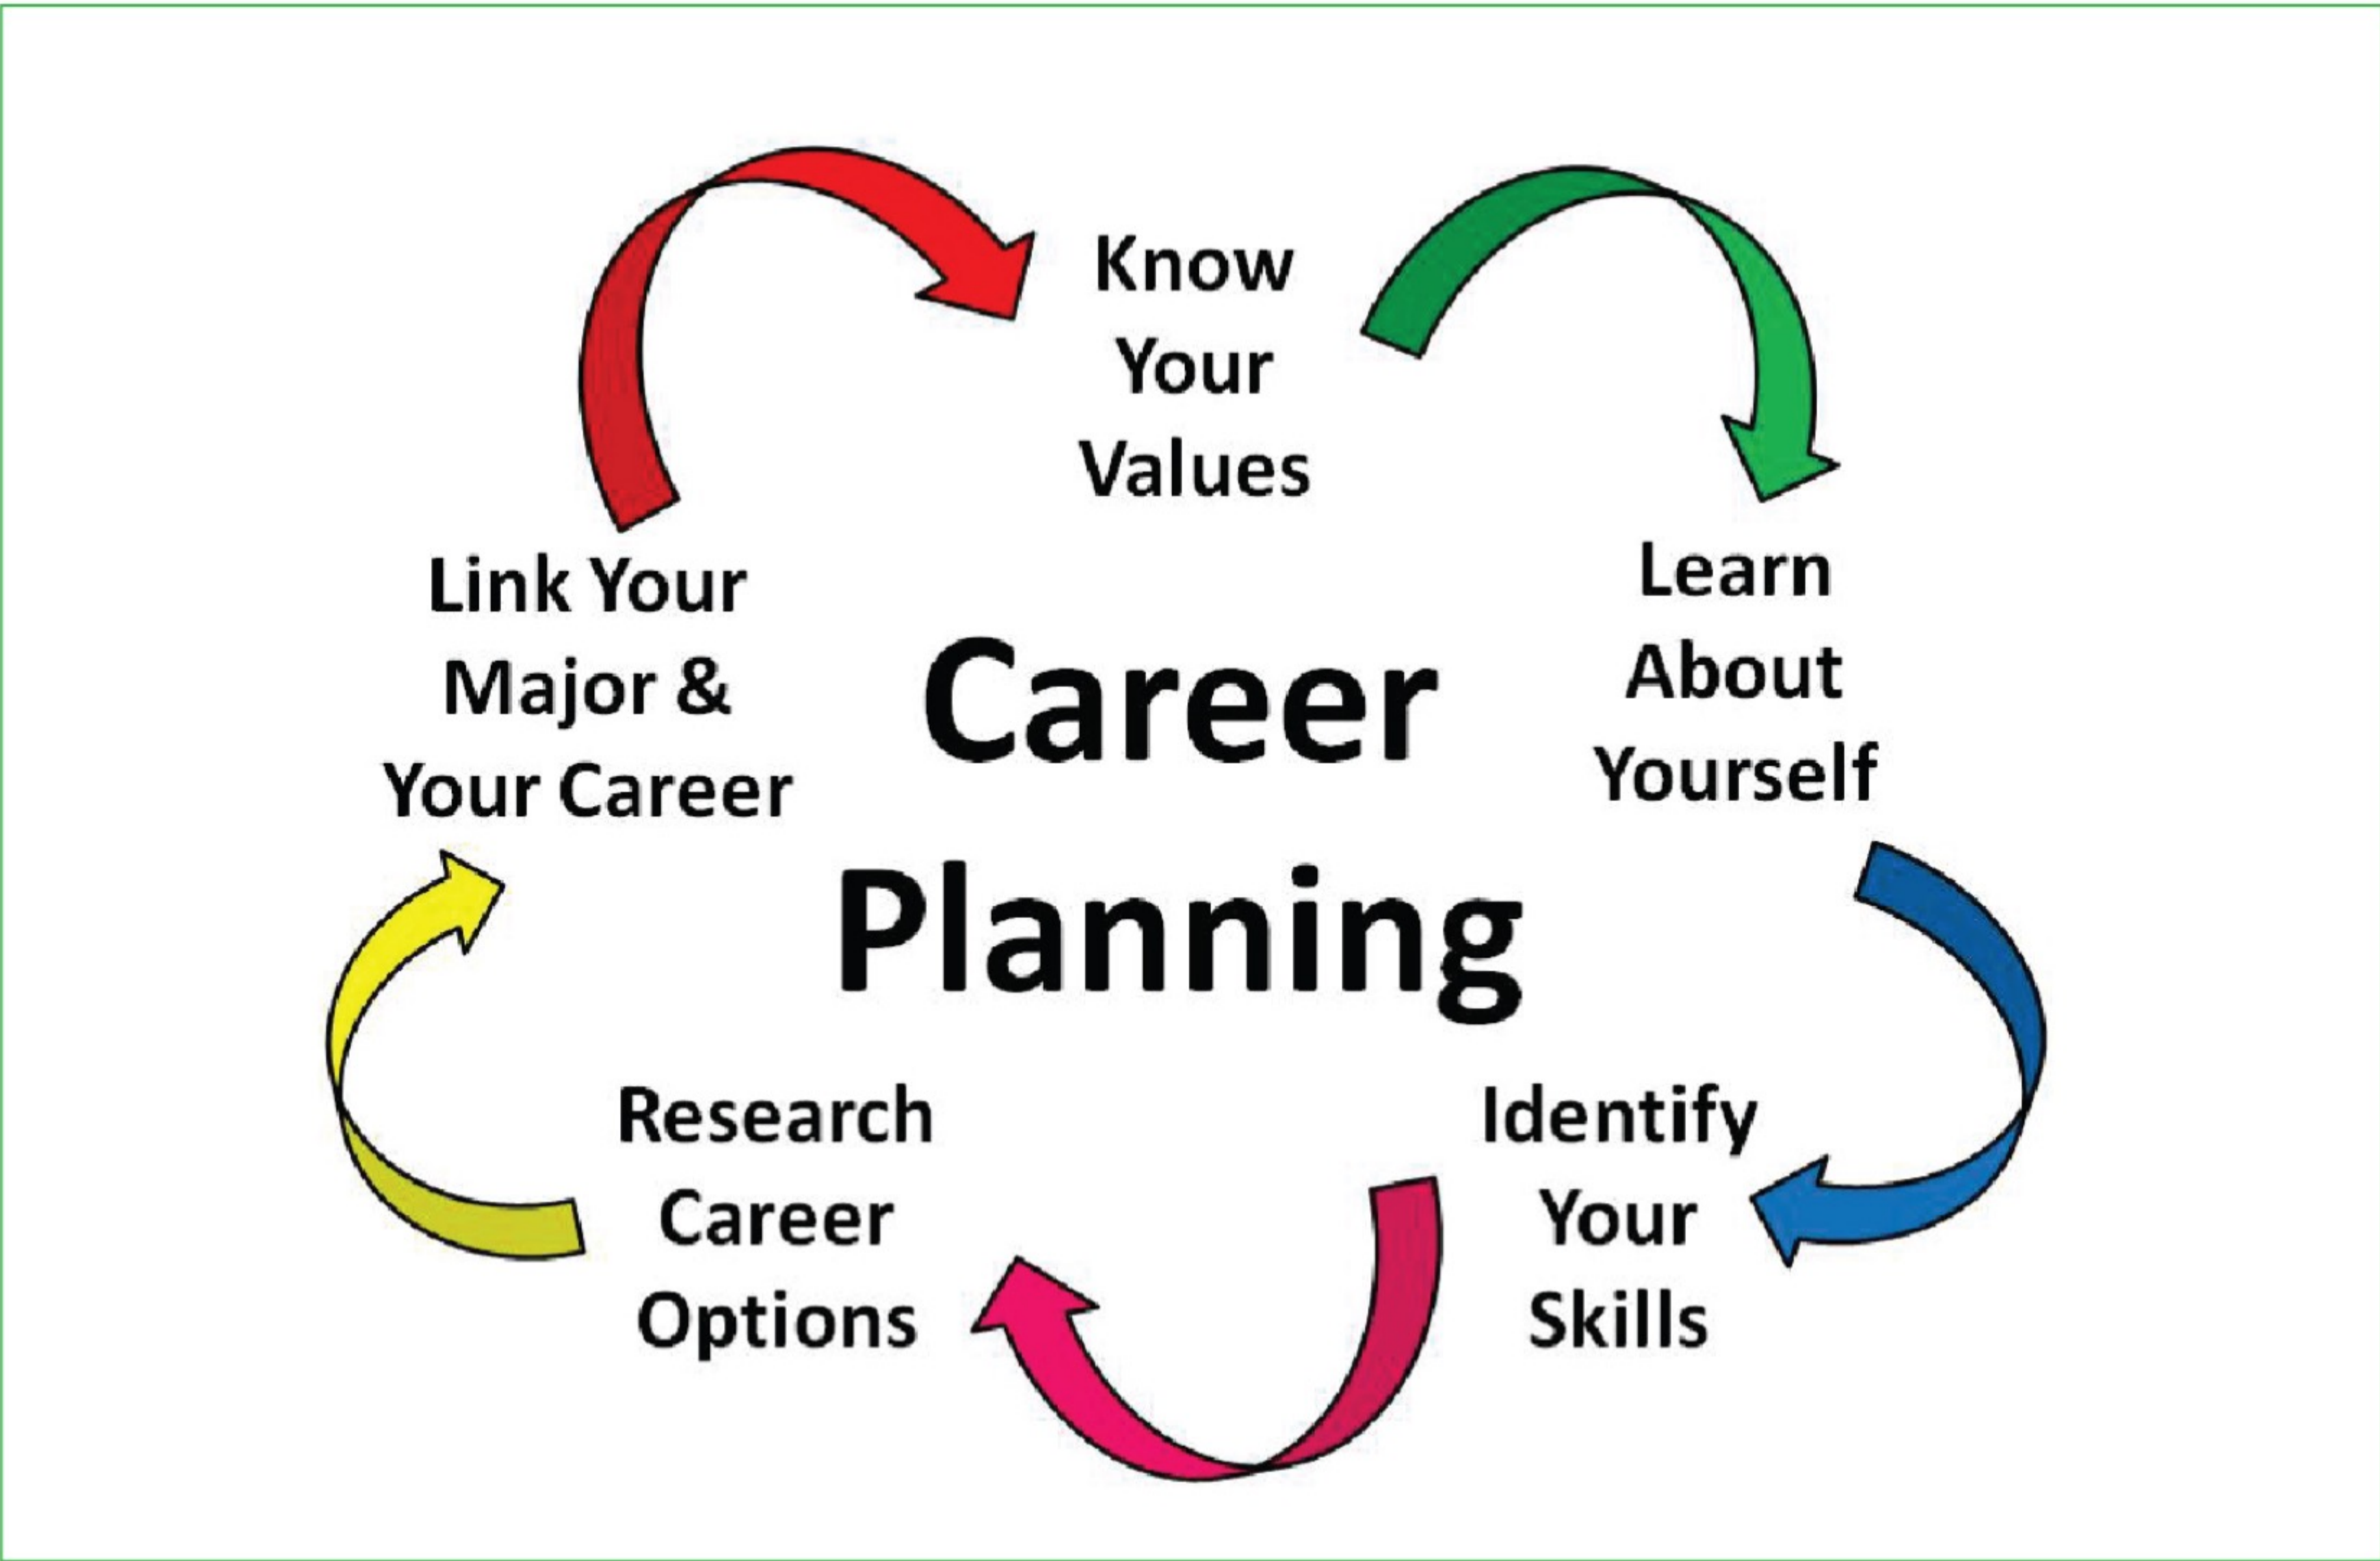 Know
Your
Values
Learn
About
Yourself
Identify
Your
Skills
Research
Career
Options
Link Your
Major &
Your Career
Career
Planning